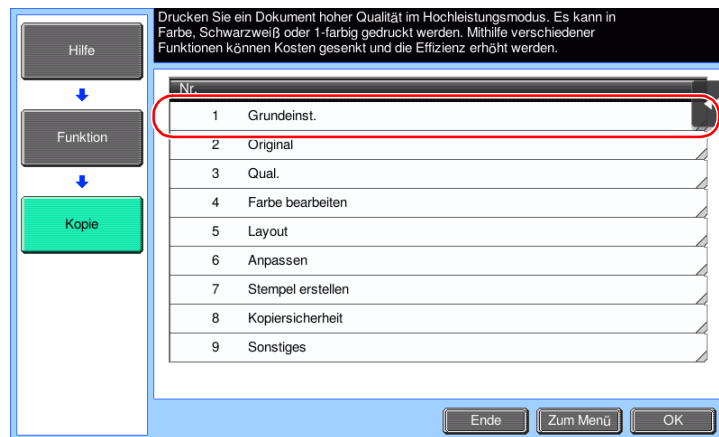 Drucken Sie ein Dokument hoher Qualität im Hochleistungsmodus. Es kann in
Farbe, Schwarzweiß oder 1-farbig gedruckt werden. Mithilfe verschiedener
Funktionen können Kosten gesenkt und die Effizienz erhöht werden.
Hilfe
Funktion
Kopie
Nr.
1 Grundeinst.
2 Original
3 Qual.
4 Farbe bearbeiten
5 Layout
6 Anpassen
7 Stempel erstellen
8 Kopiersicherheit
9 Sonstiges
Ende Zum Menü OK